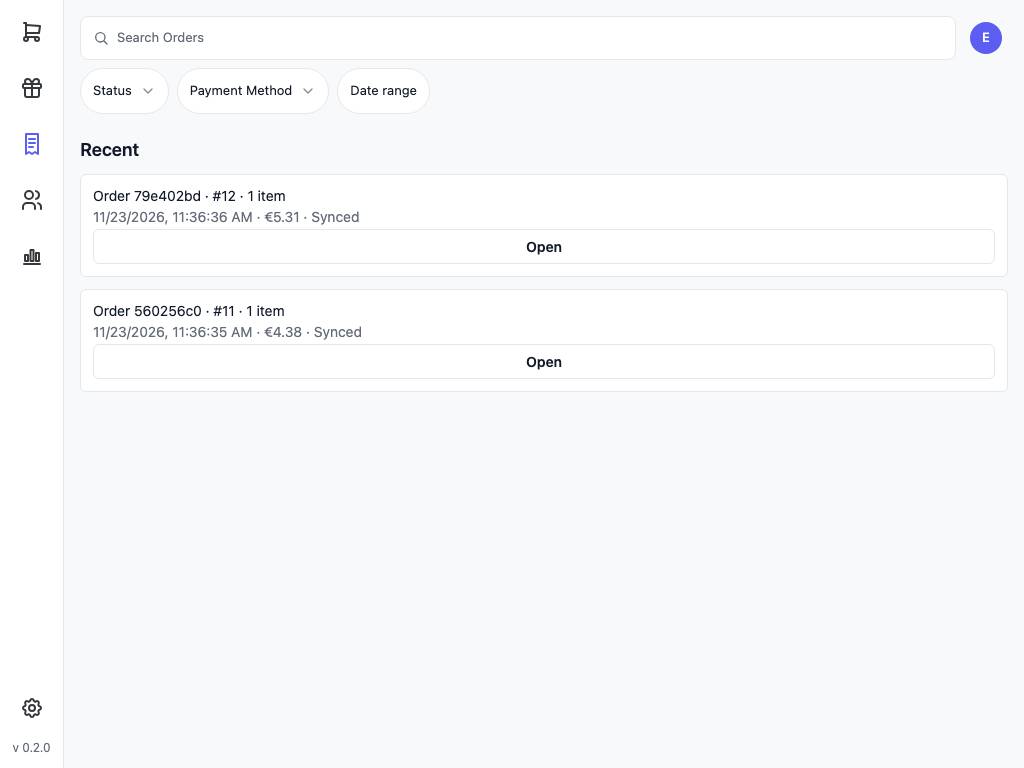 Search Orders
E
Status
Payment Method
Date range
Recent
Order 79e402bd · #12 · 1 item
11/23/2026, 11:36:36 AM · €5.31 · Synced
Open
Order 560256c0 · #11 · 1 item
11/23/2026, 11:36:35 AM · €4.38 · Synced
Open
v 0.2.0